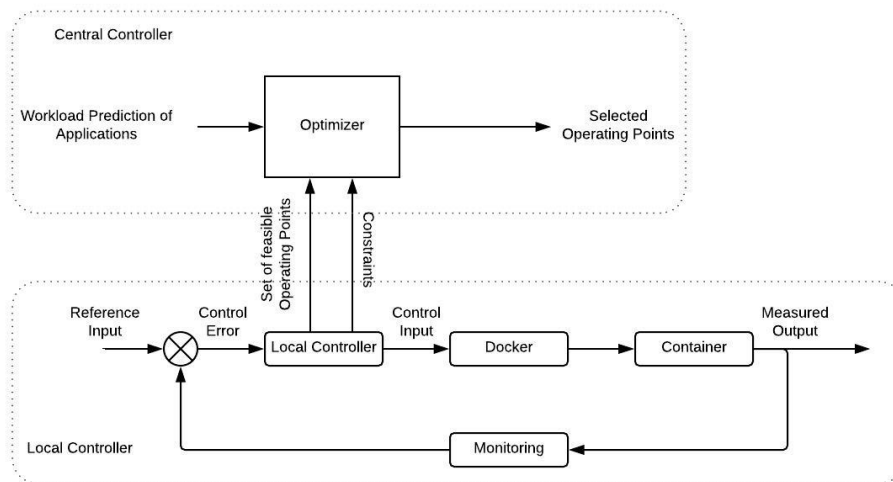 Central Controller
Workload Prediction of
Applications
Optimizer
Selected
Operating Points
Set of feasible
Operating Points
Constraints
Reference
Input
Control
Error
Local Controller
Control
Input
Docker
Container
Measured
Output
Monitoring
Local Controller